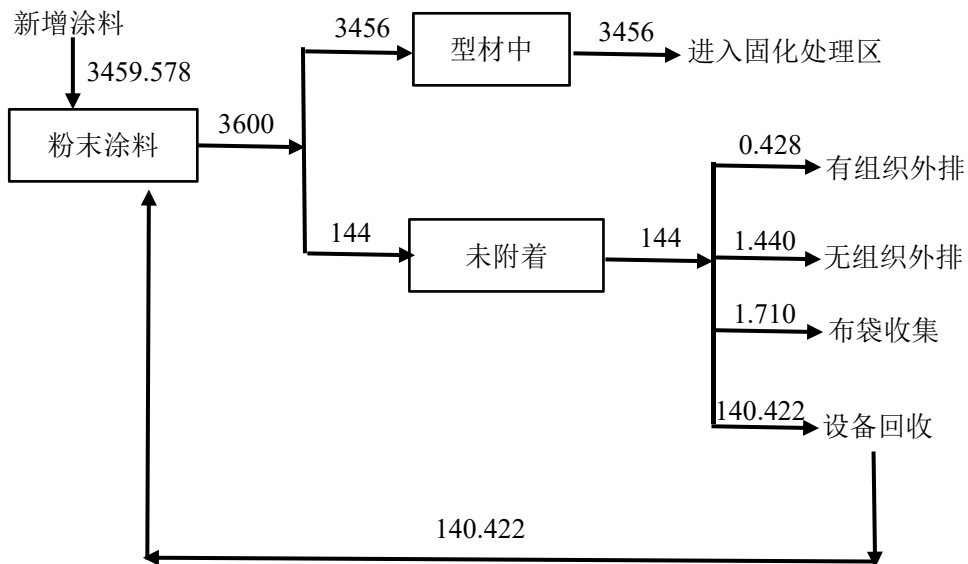 新增涂料
3459.578
粉末涂料
3600
3456
型材中
3456
进入固化处理区
144
未附着
144
0.428
有组织外排
1.440
无组织外排
1.710
布袋收集
140.422
设备回收
140.422